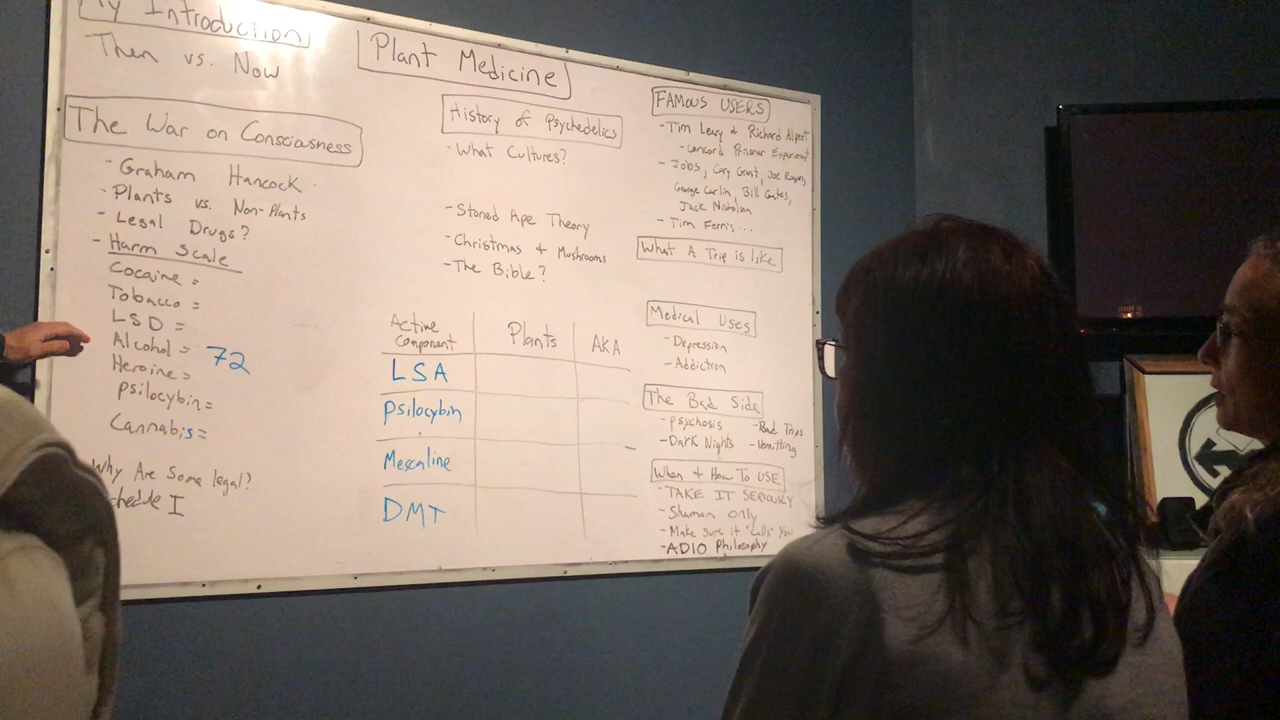 My Introduction
Then vs. Now
The War on Consciousness
- Graham Hancock
- Plants vs. Non-Plants
- Legal Drugs?
- Harm Scale
Cocaine =
Tobacco =
LSD =
Alcohol = 72
Heroine =
Psilocybin =
Cannabis =
Why Are Some legal?
chedule I
Plant Medicine
History of Psychedelics
- What Cultures?
- Stoned Ape Theory
- Christmas + Mushrooms
- The Bible?
Active Component Plants AKA
LSA
Psilocybin
Mescaline
DMT
FAMOUS USERS
- Tim Leary + Richard Alpert
- Concord Prisoner Experiment
- Jobs, Cary Grant, Joe Rogan,
George Carlin, Bill Gates,
Jack Nicholson
- Tim Ferris...
What A Trip is like
Medical Uses
- Depression
- Addiction
The Bad Side
- Psychosis - Bad Trips
- Dark Nights - Vomitting
When + How To USE
- TAKE IT SERIOUSLY
- Shaman only
- Make sure it "calls" you
- ADIO Philosophy